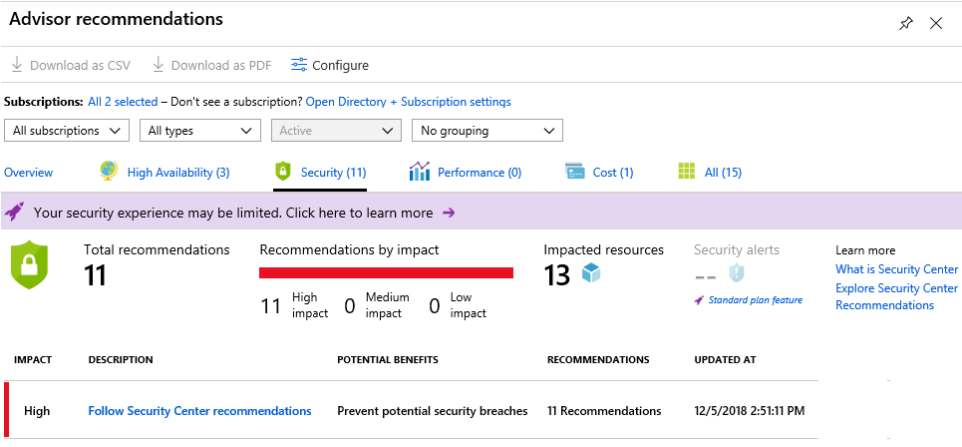 Advisor recommendations
Download as CSV Download as PDF Configure
Subscriptions: All 2 selected – Don't see a subscription? Open Directory + Subscription settings
All subscriptions All types Active No grouping
Overview High Availability (3) Security (11) Performance (0) Cost (1) All (15)
Your security experience may be limited. Click here to learn more →
Total recommendations Recommendations by impact Impacted resources Security alerts Learn more
11 13 -- What is Security Center
11 High impact 0 Medium impact 0 Low impact Standard plan feature Explore Security Center
Recommendations
IMPACT DESCRIPTION POTENTIAL BENEFITS RECOMMENDATIONS UPDATED AT
High Follow Security Center recommendations Prevent potential security breaches 11 Recommendations 12/5/2018 2:51:11 PM